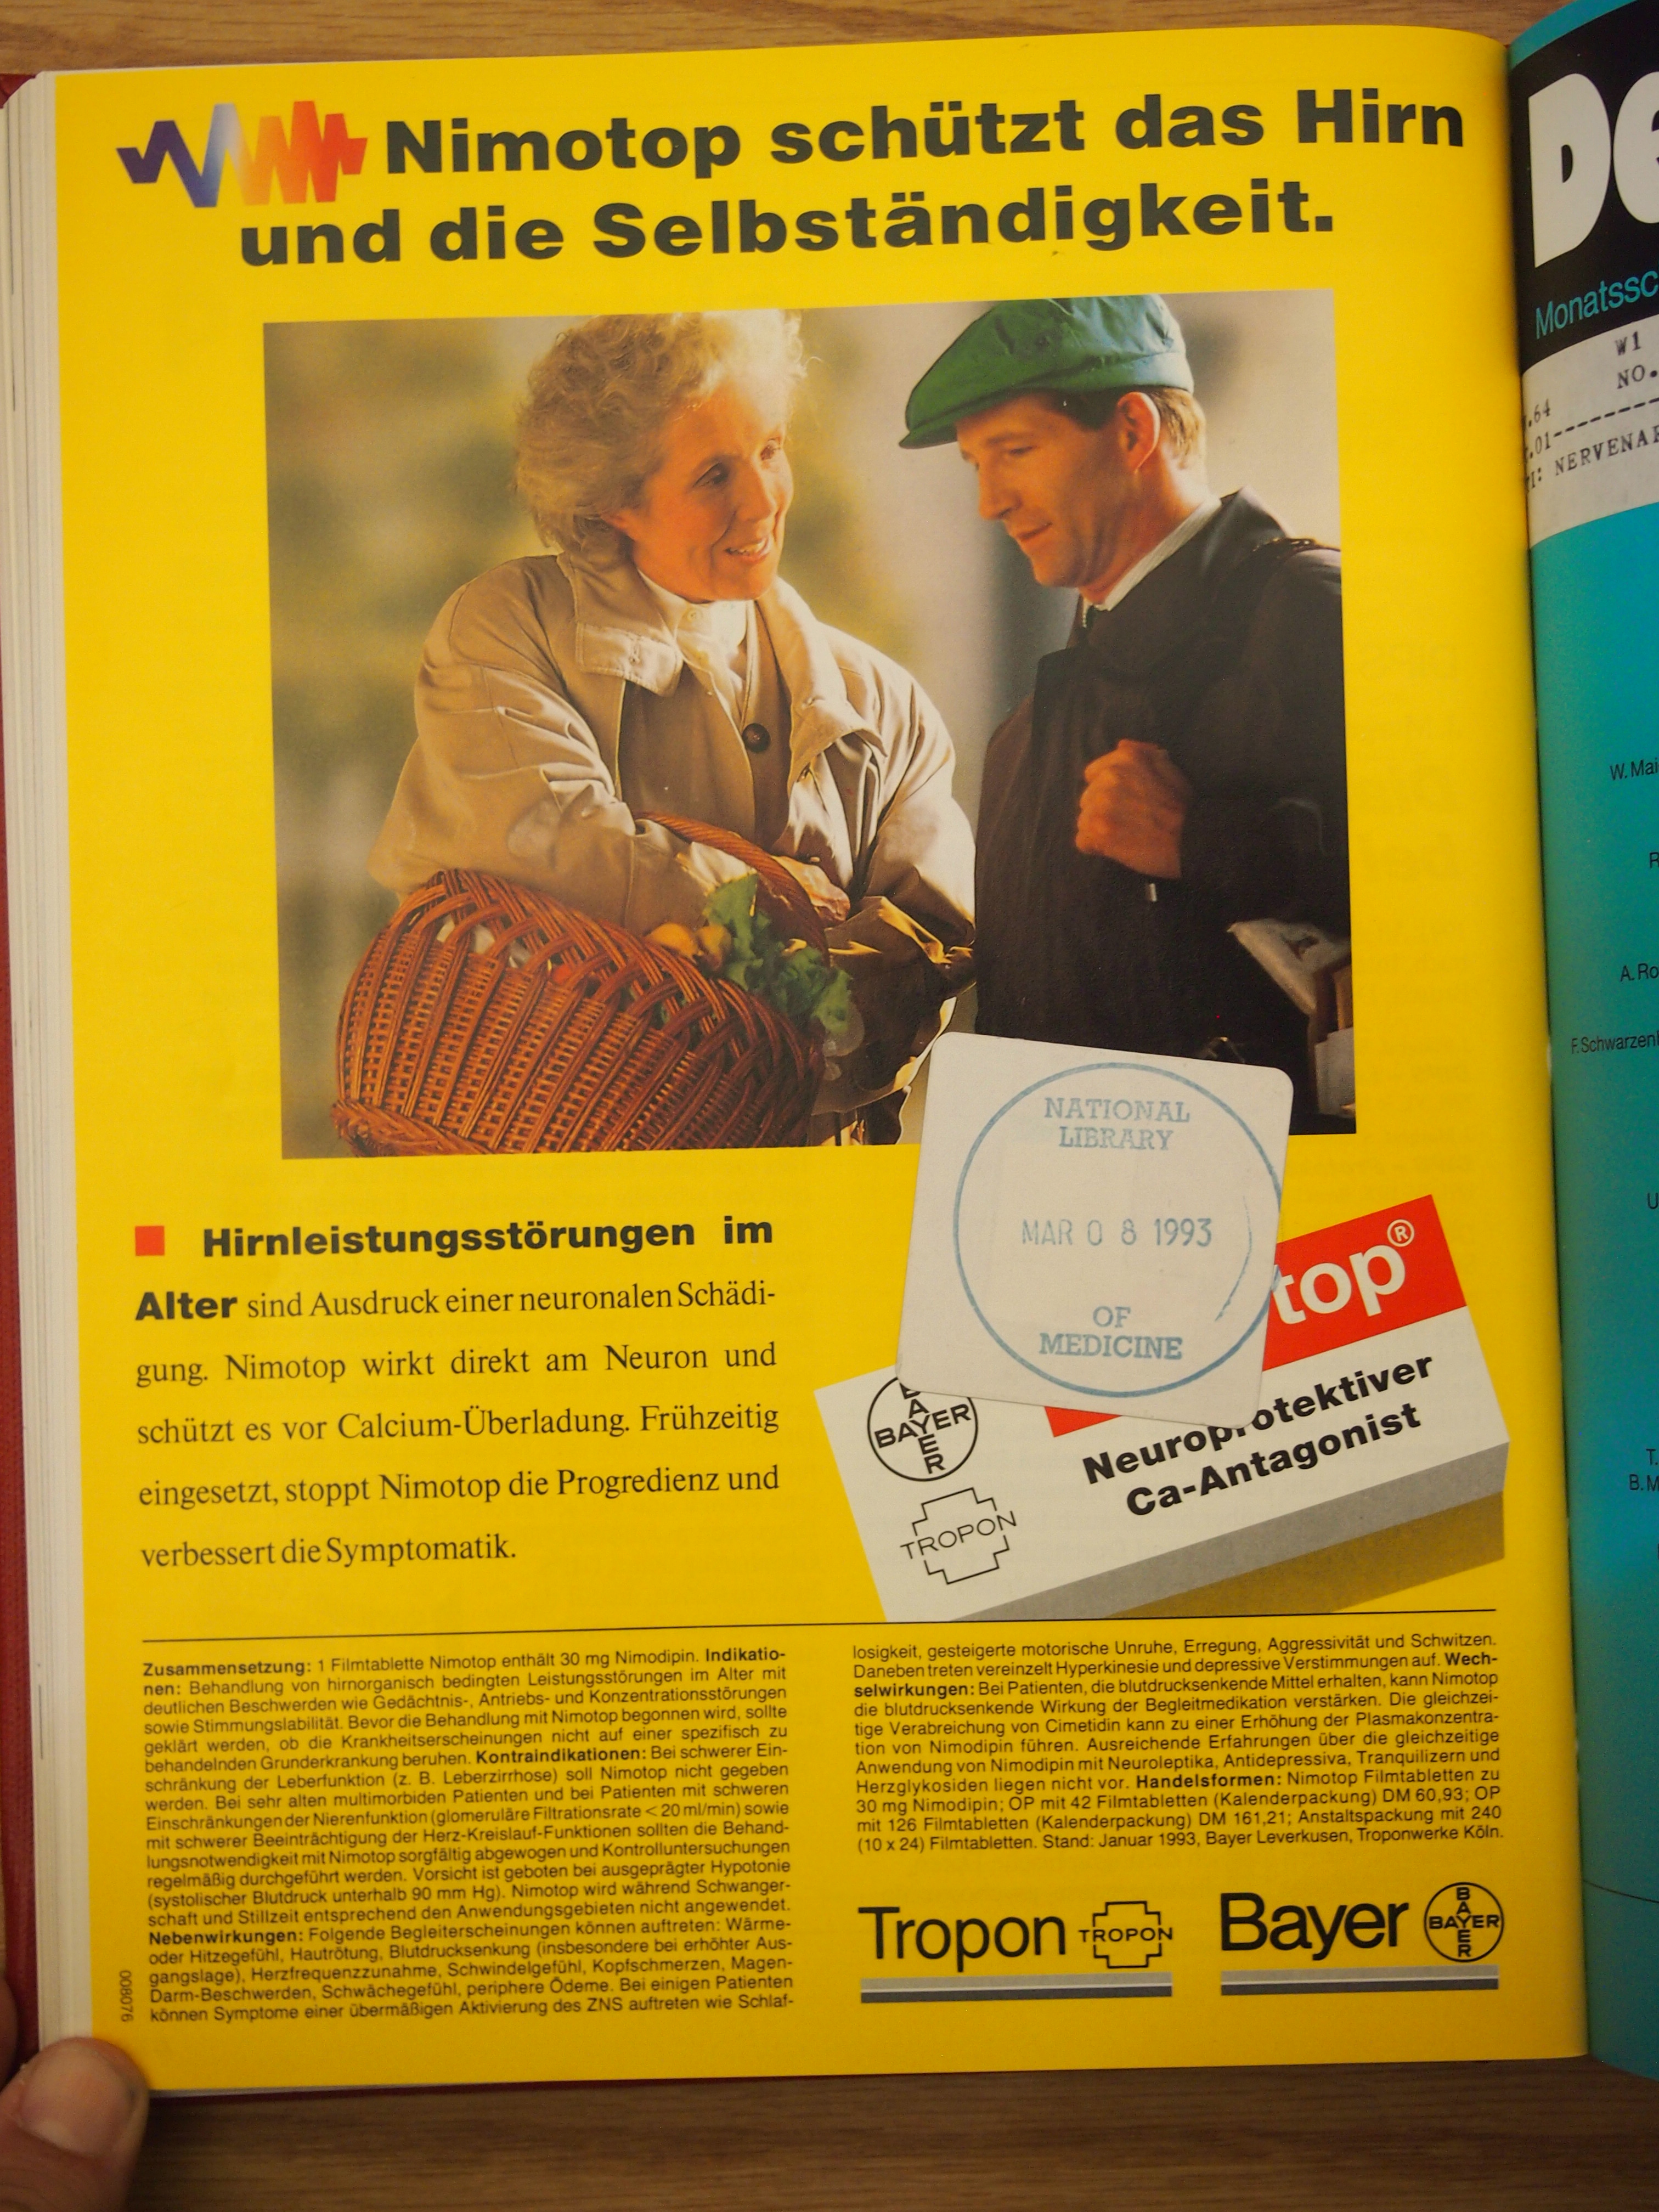 Nimotop schützt das Hirn
und die Selbständigkeit.
NATIONAL
LIBRARY
MAR 08 1993
OF
MEDICINE
top®
Neuroprotektiver
Ca-Antagonist
BAYER
BAYER
TROPON
Hirnleistungsstörungen im
Alter sind Ausdruck einer neuronalen Schädi-
gung. Nimotop wirkt direkt am Neuron und
schützt es vor Calcium-Überladung. Frühzeitig
eingesetzt, stoppt Nimotop die Progredienz und
verbessert die Symptomatik.
Zusammensetzung: 1 Filmtablette Nimotop enthält 30 mg Nimodipin. Indikatio-
nen: Behandlung von hirnorganisch bedingten Leistungsstörungen im Alter mit
deutlichen Beschwerden wie Gedächtnis-, Antriebs- und Konzentrationsstörungen
sowie Stimmungslabilität. Bevor die Behandlung mit Nimotop begonnen wird, sollte
geklärt werden, ob die Krankheitserscheinungen nicht auf einer spezifisch zu
behandelnden Grunderkrankung beruhen. Kontraindikationen: Bei schwerer Ein-
schränkung der Leberfunktion (z. B. Leberzirrhose) soll Nimotop nicht gegeben
werden. Bei sehr alten multimorbiden Patienten und bei Patienten mit schweren
Einschränkungen der Nierenfunktion (glomeruläre Filtrationsrate < 20 ml/min) sowie
mit schwerer Beeinträchtigung der Herz-Kreislauf-Funktionen sollten die Behand-
lungsnotwendigkeit mit Nimotop sorgfältig abgewogen und Kontrolluntersuchungen
regelmäßig durchgeführt werden. Vorsicht ist geboten bei ausgeprägter Hypotonie
(systolischer Blutdruck unterhalb 90 mm Hg). Nimotop wird während Schwanger-
schaft und Stillzeit entsprechend den Anwendungsgebieten nicht angewendet.
Nebenwirkungen: Folgende Begleiterscheinungen können auftreten: Wärme-
oder Hitzegefühl, Hautrötung, Blutdrucksenkung (insbesondere bei erhöhter Aus-
gangslage), Herzfrequenzzunahme, Schwindelgefühl, Kopfschmerzen, Magen-
Darm-Beschwerden, Schwächegefühl, periphere Ödeme. Bei einigen Patienten
können Symptome einer übermäßigen Aktivierung des ZNS auftreten wie Schlaf-
losigkeit, gesteigerte motorische Unruhe, Erregung, Aggressivität und Schwitzen.
Daneben treten vereinzelt Hyperkinesie und depressive Verstimmungen auf. Wech-
selwirkungen: Bei Patienten, die blutdrucksenkende Mittel erhalten, kann Nimotop
die blutdrucksenkende Wirkung der Begleitmedikation verstärken. Die gleichzei-
tige Verabreichung von Cimetidin kann zu einer Erhöhung der Plasmakonzentra-
tion von Nimodipin führen. Ausreichende Erfahrungen über die gleichzeitige
Anwendung von Nimodipin mit Neuroleptika, Antidepressiva, Tranquilizern und
Herzglykosiden liegen nicht vor. Handelsformen: Nimotop Filmtabletten zu
30 mg Nimodipin; OP mit 42 Filmtabletten (Kalenderpackung) DM 60,93; OP
mit 126 Filmtabletten (Kalenderpackung) DM 161,21; Anstaltspackung mit 240
(10 x 24) Filmtabletten. Stand: Januar 1993, Bayer Leverkusen, Troponwerke Köln.
Tropon TROPON
Bayer BAYER
BAYER
008076
De
Monatssc
W1
NO.
.64
.01--------
TI: NERVENA
W. Mai
R
A. Ro
F. Schwarzen
U
T.
B. M